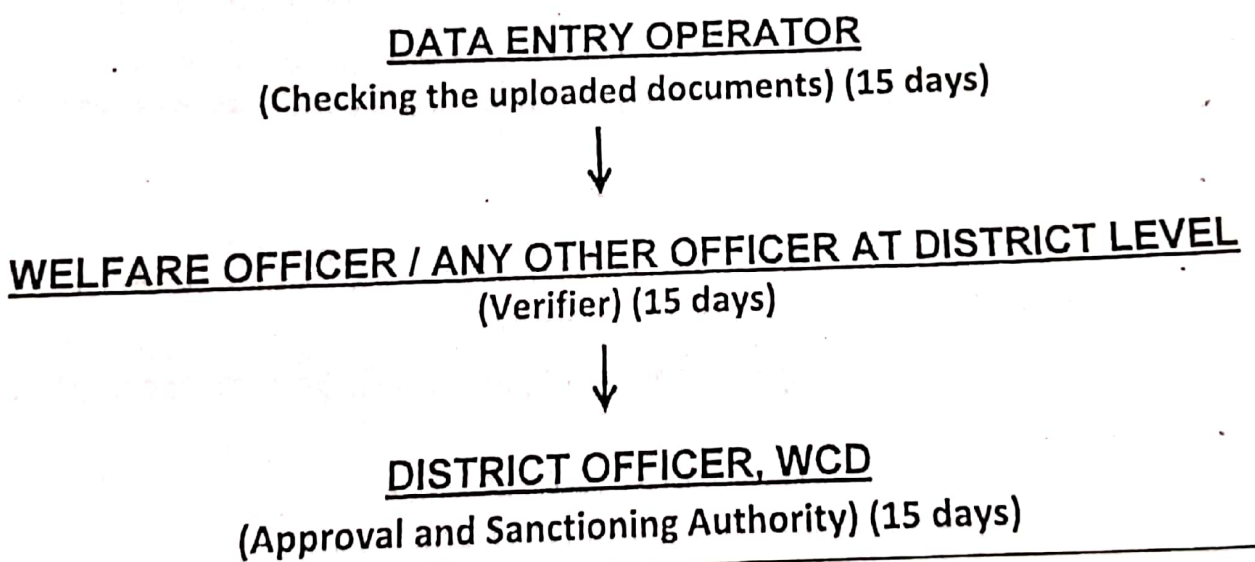 DATA ENTRY OPERATOR
(Checking the uploaded documents) (15 days)
WELFARE OFFICER / ANY OTHER OFFICER AT DISTRICT LEVEL
(Verifier) (15 days)
DISTRICT OFFICER, WCD
(Approval and Sanctioning Authority) (15 days)